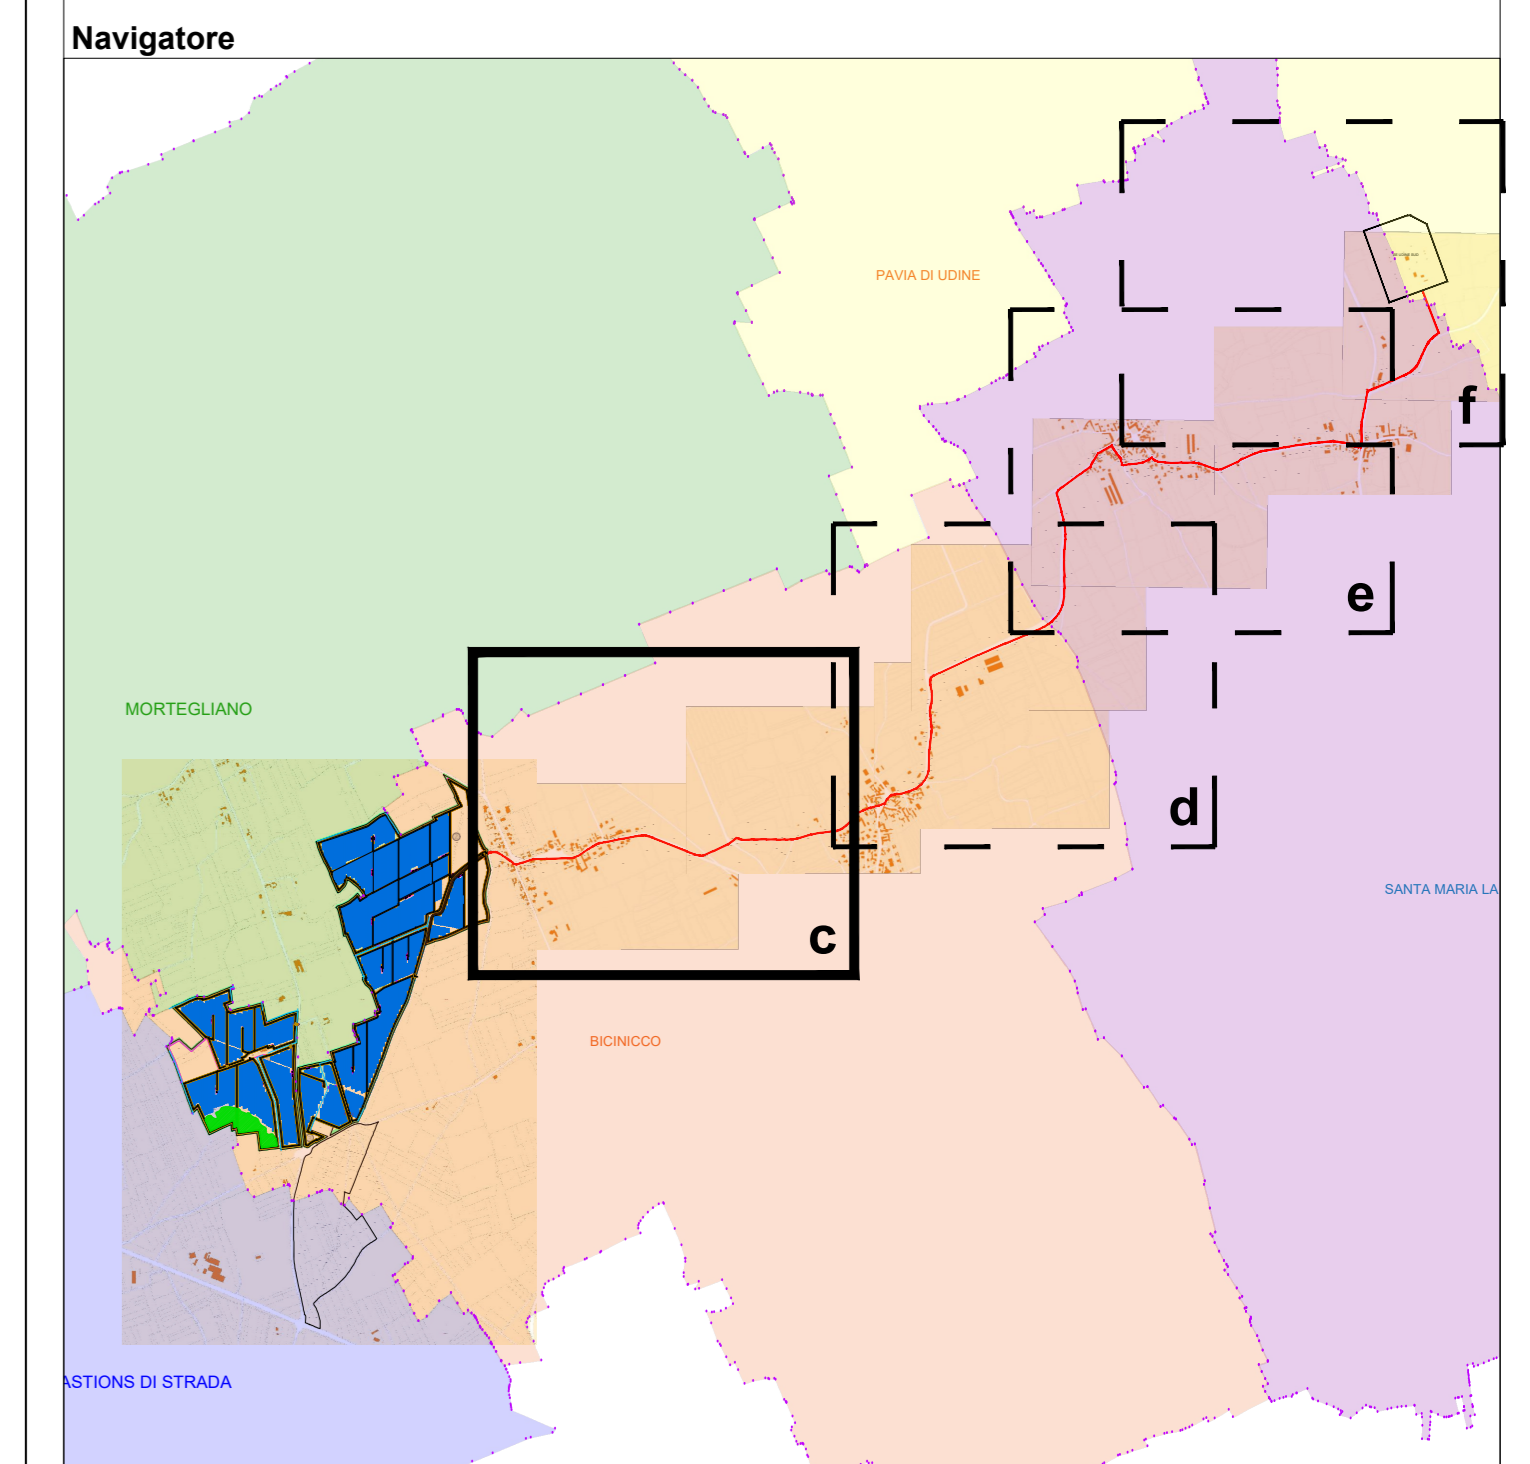 Navigatore
PAVIA DI UDINE
f
e
MORTEGLIANO
d
SANTA MARIA LA
c
BICINICCO
ASTIONS DI STRADA